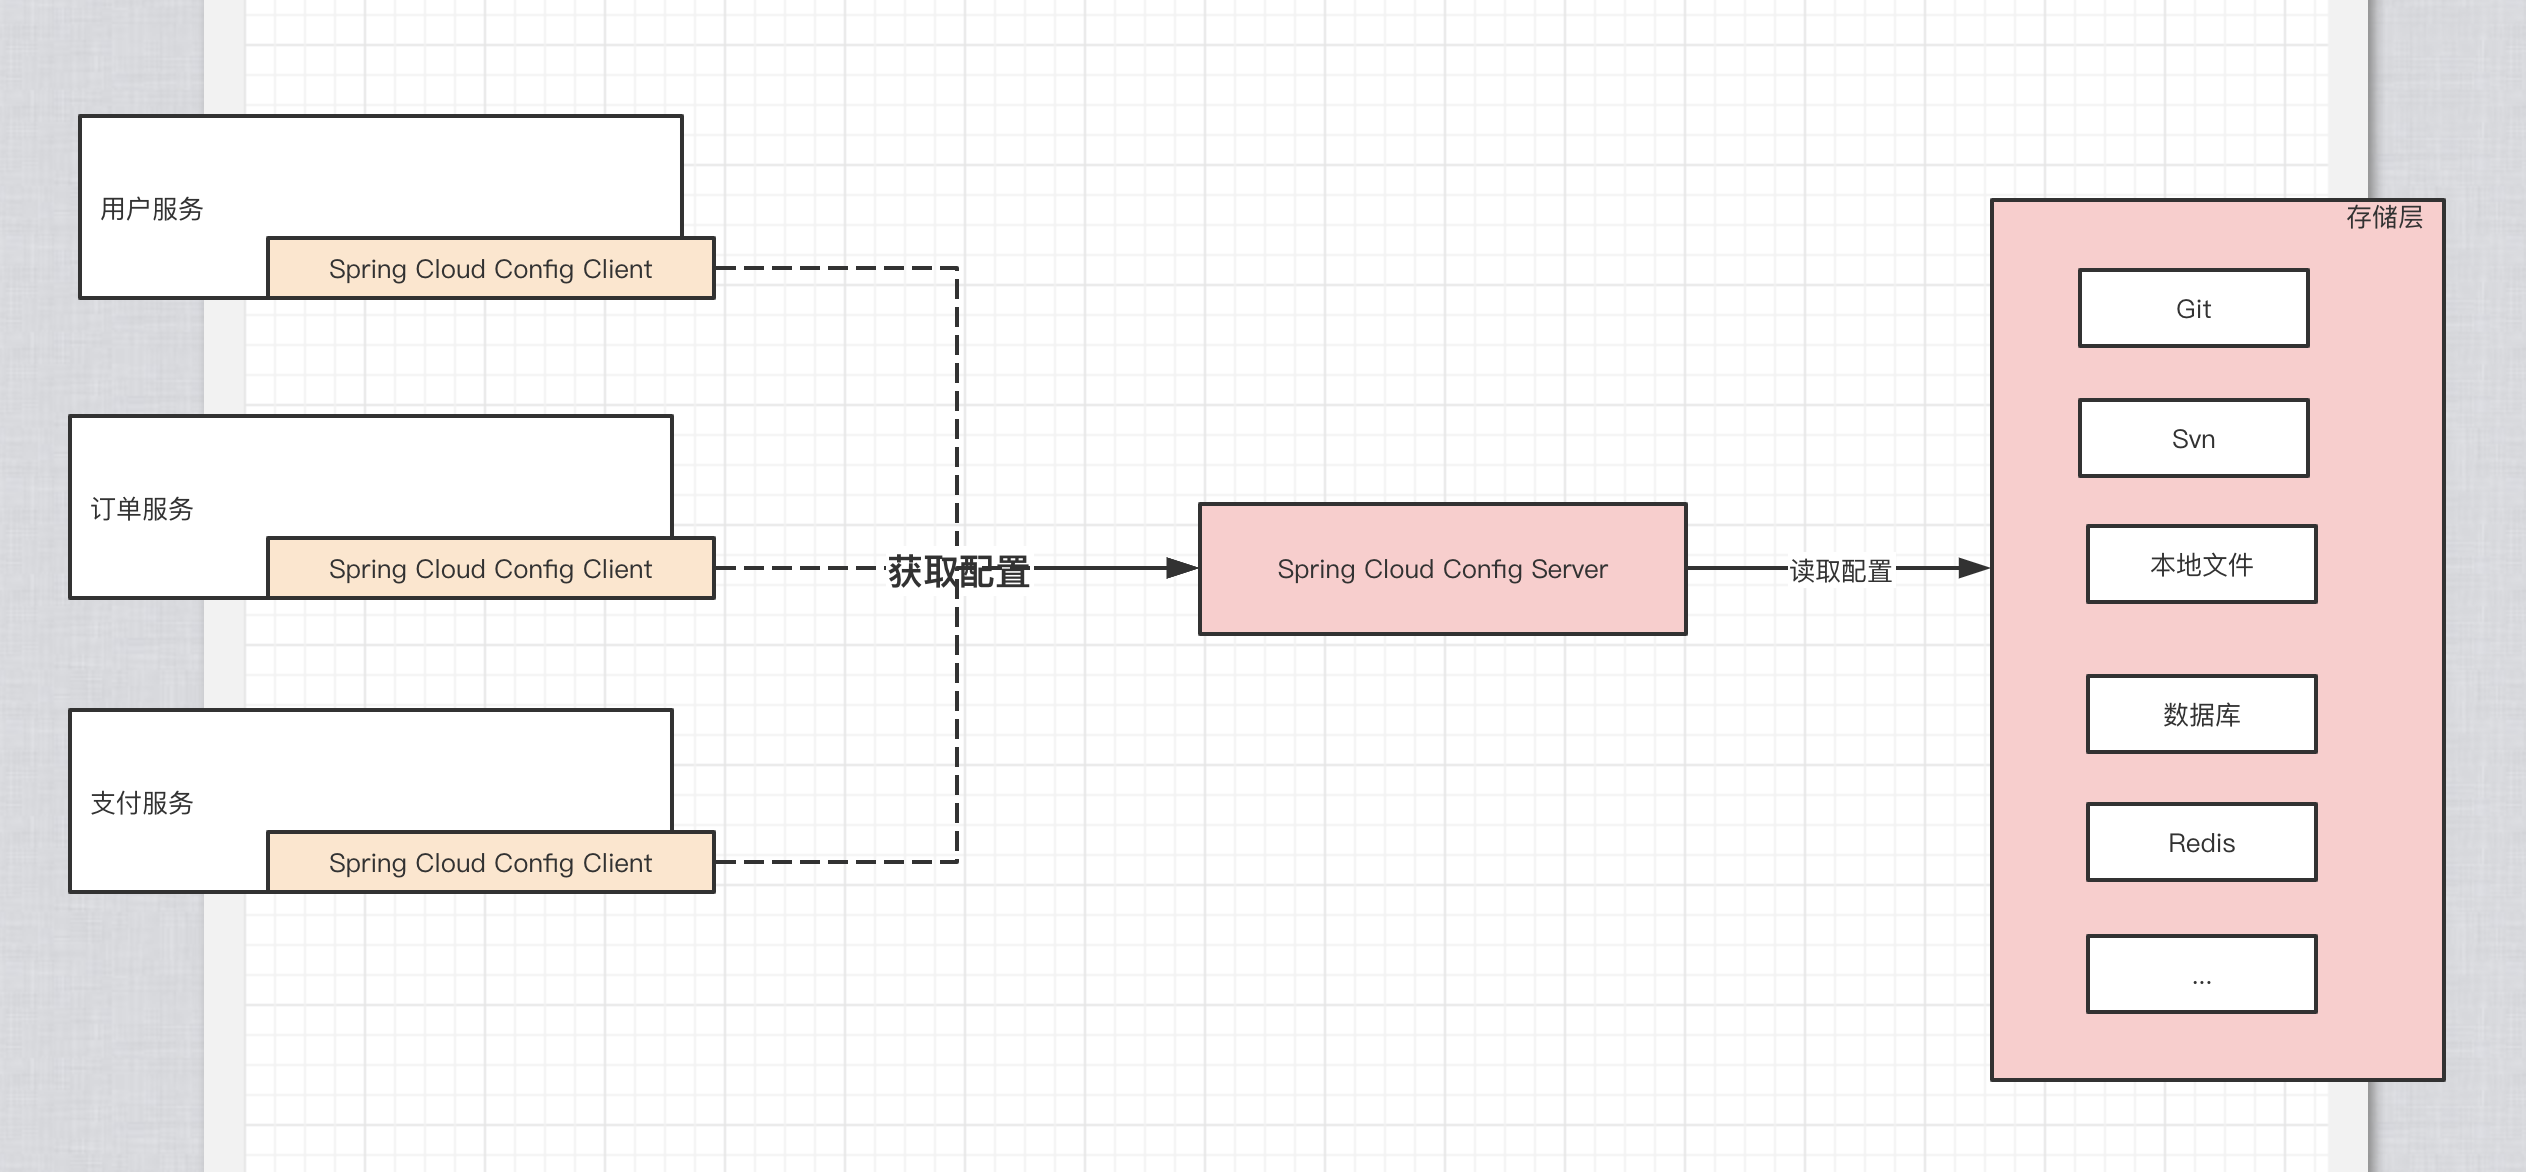 用户服务
Spring Cloud Config Client
订单服务
Spring Cloud Config Client
支付服务
Spring Cloud Config Client
获取配置
Spring Cloud Config Server
读取配置
存储层
Git
Svn
本地文件
数据库
Redis
...